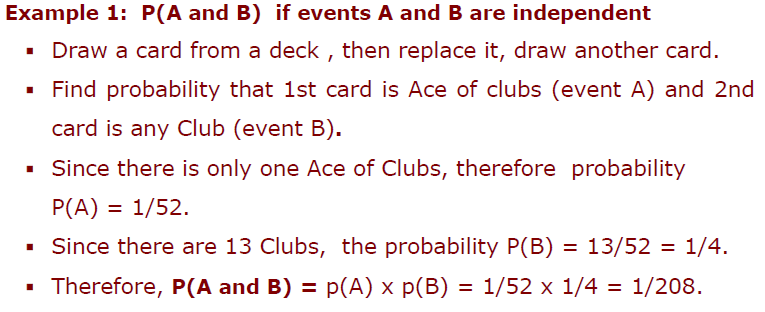 Example 1: P(A and B) if events A and B are independent
▪ Draw a card from a deck , then replace it, draw another card.
▪ Find probability that 1st card is Ace of clubs (event A) and 2nd
card is any Club (event B).
▪ Since there is only one Ace of Clubs, therefore probability
P(A) = 1/52.
▪ Since there are 13 Clubs, the probability P(B) = 13/52 = 1/4.
▪ Therefore, P(A and B) = p(A) x p(B) = 1/52 x 1/4 = 1/208.